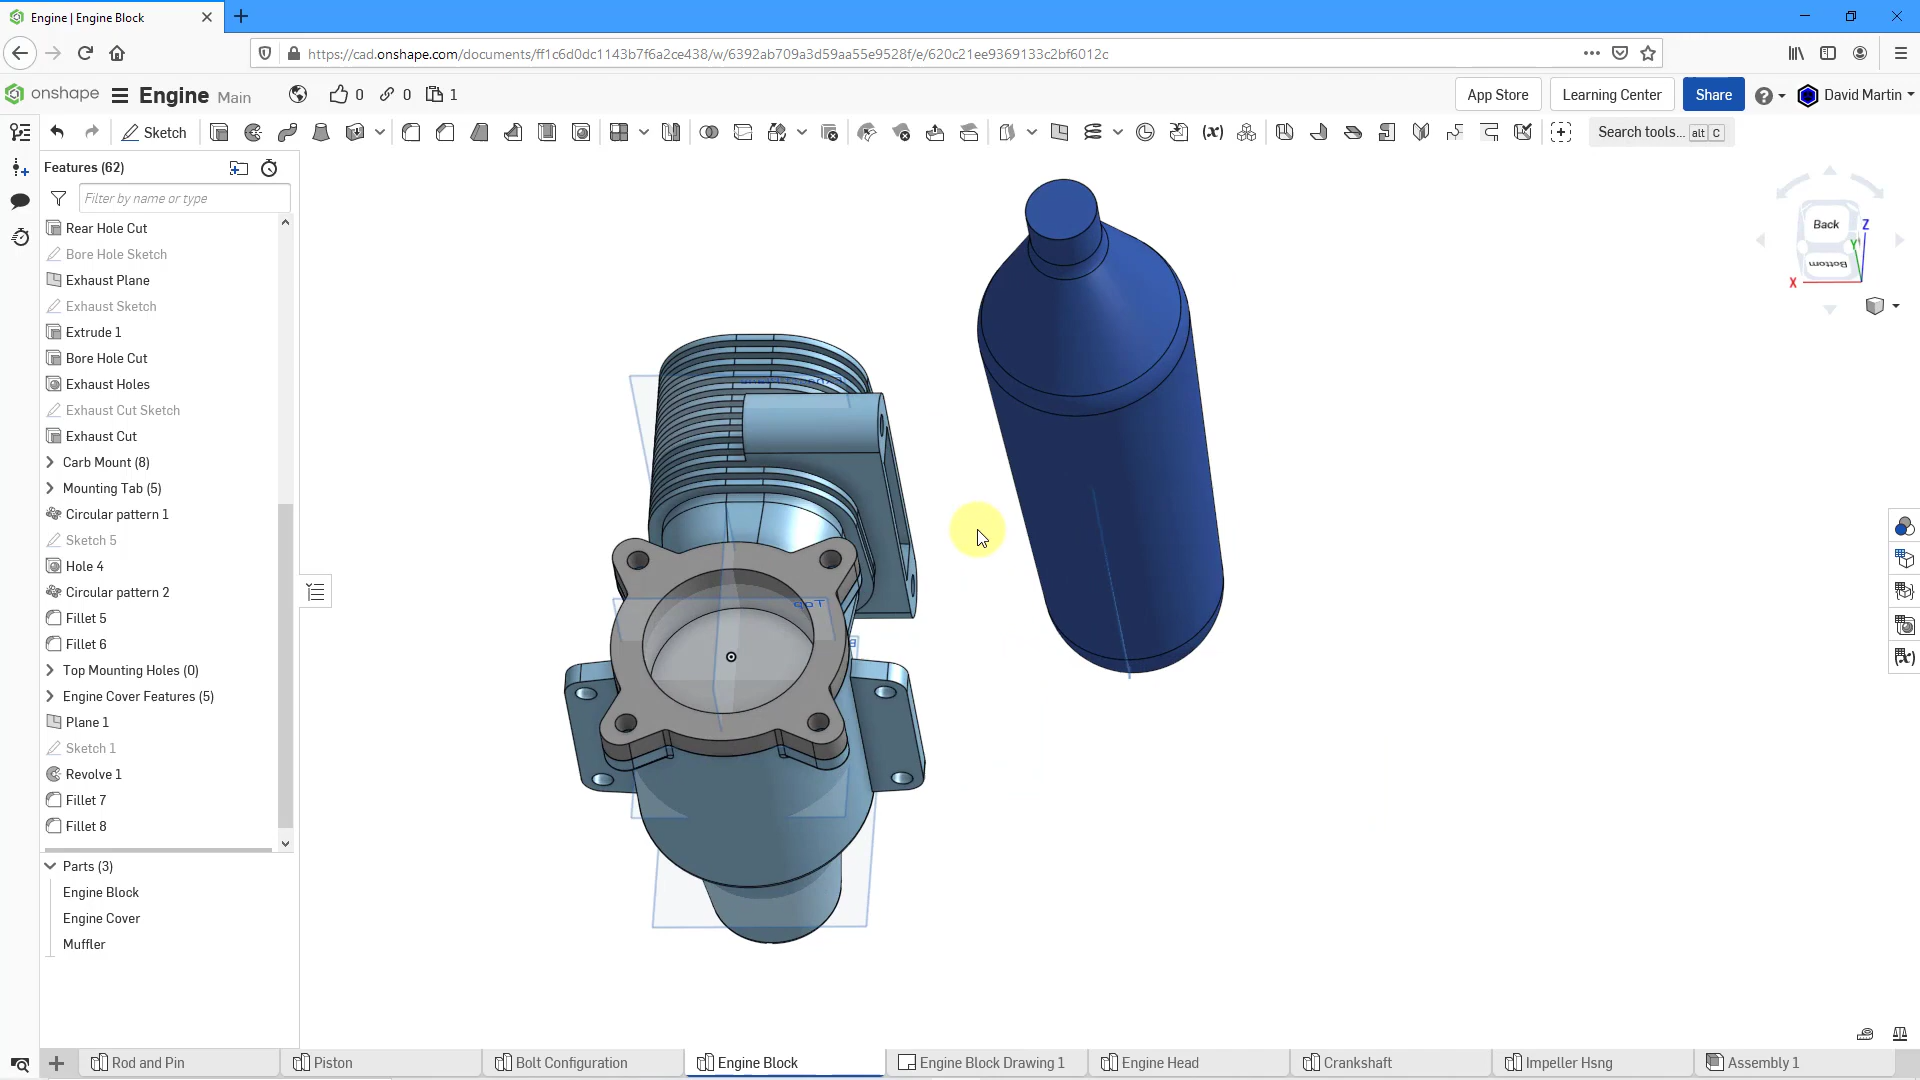 Engine | Engine Block
https://cad.onshape.com/documents/ff1c6d0dc1143b7f6a2ce438/w/6392ab709a3d59aa55e9528f/e/620c21ee9369133c2bf6012c
onshape Engine Main 0 0 1 App Store Learning Center Share David Martin
Sketch Search tools... alt C
Features (62)
Filter by name or type
Rear Hole Cut
Bore Hole Sketch
Exhaust Plane
Exhaust Sketch
Extrude 1
Bore Hole Cut
Exhaust Holes
Exhaust Cut Sketch
Exhaust Cut
Carb Mount (8)
Mounting Tab (5)
Circular pattern 1
Sketch 5
Hole 4
Circular pattern 2
Fillet 5
Fillet 6
Top Mounting Holes (0)
Engine Cover Features (5)
Plane 1
Sketch 1
Revolve 1
Fillet 7
Fillet 8
Parts (3)
Engine Block
Engine Cover
Muffler
Exhaust Plane
Top
Back
Z
Y
Bottom
X
Rod and Pin Piston Bolt Configuration Engine Block Engine Block Drawing 1 Engine Head Crankshaft Impeller Hsng Assembly 1